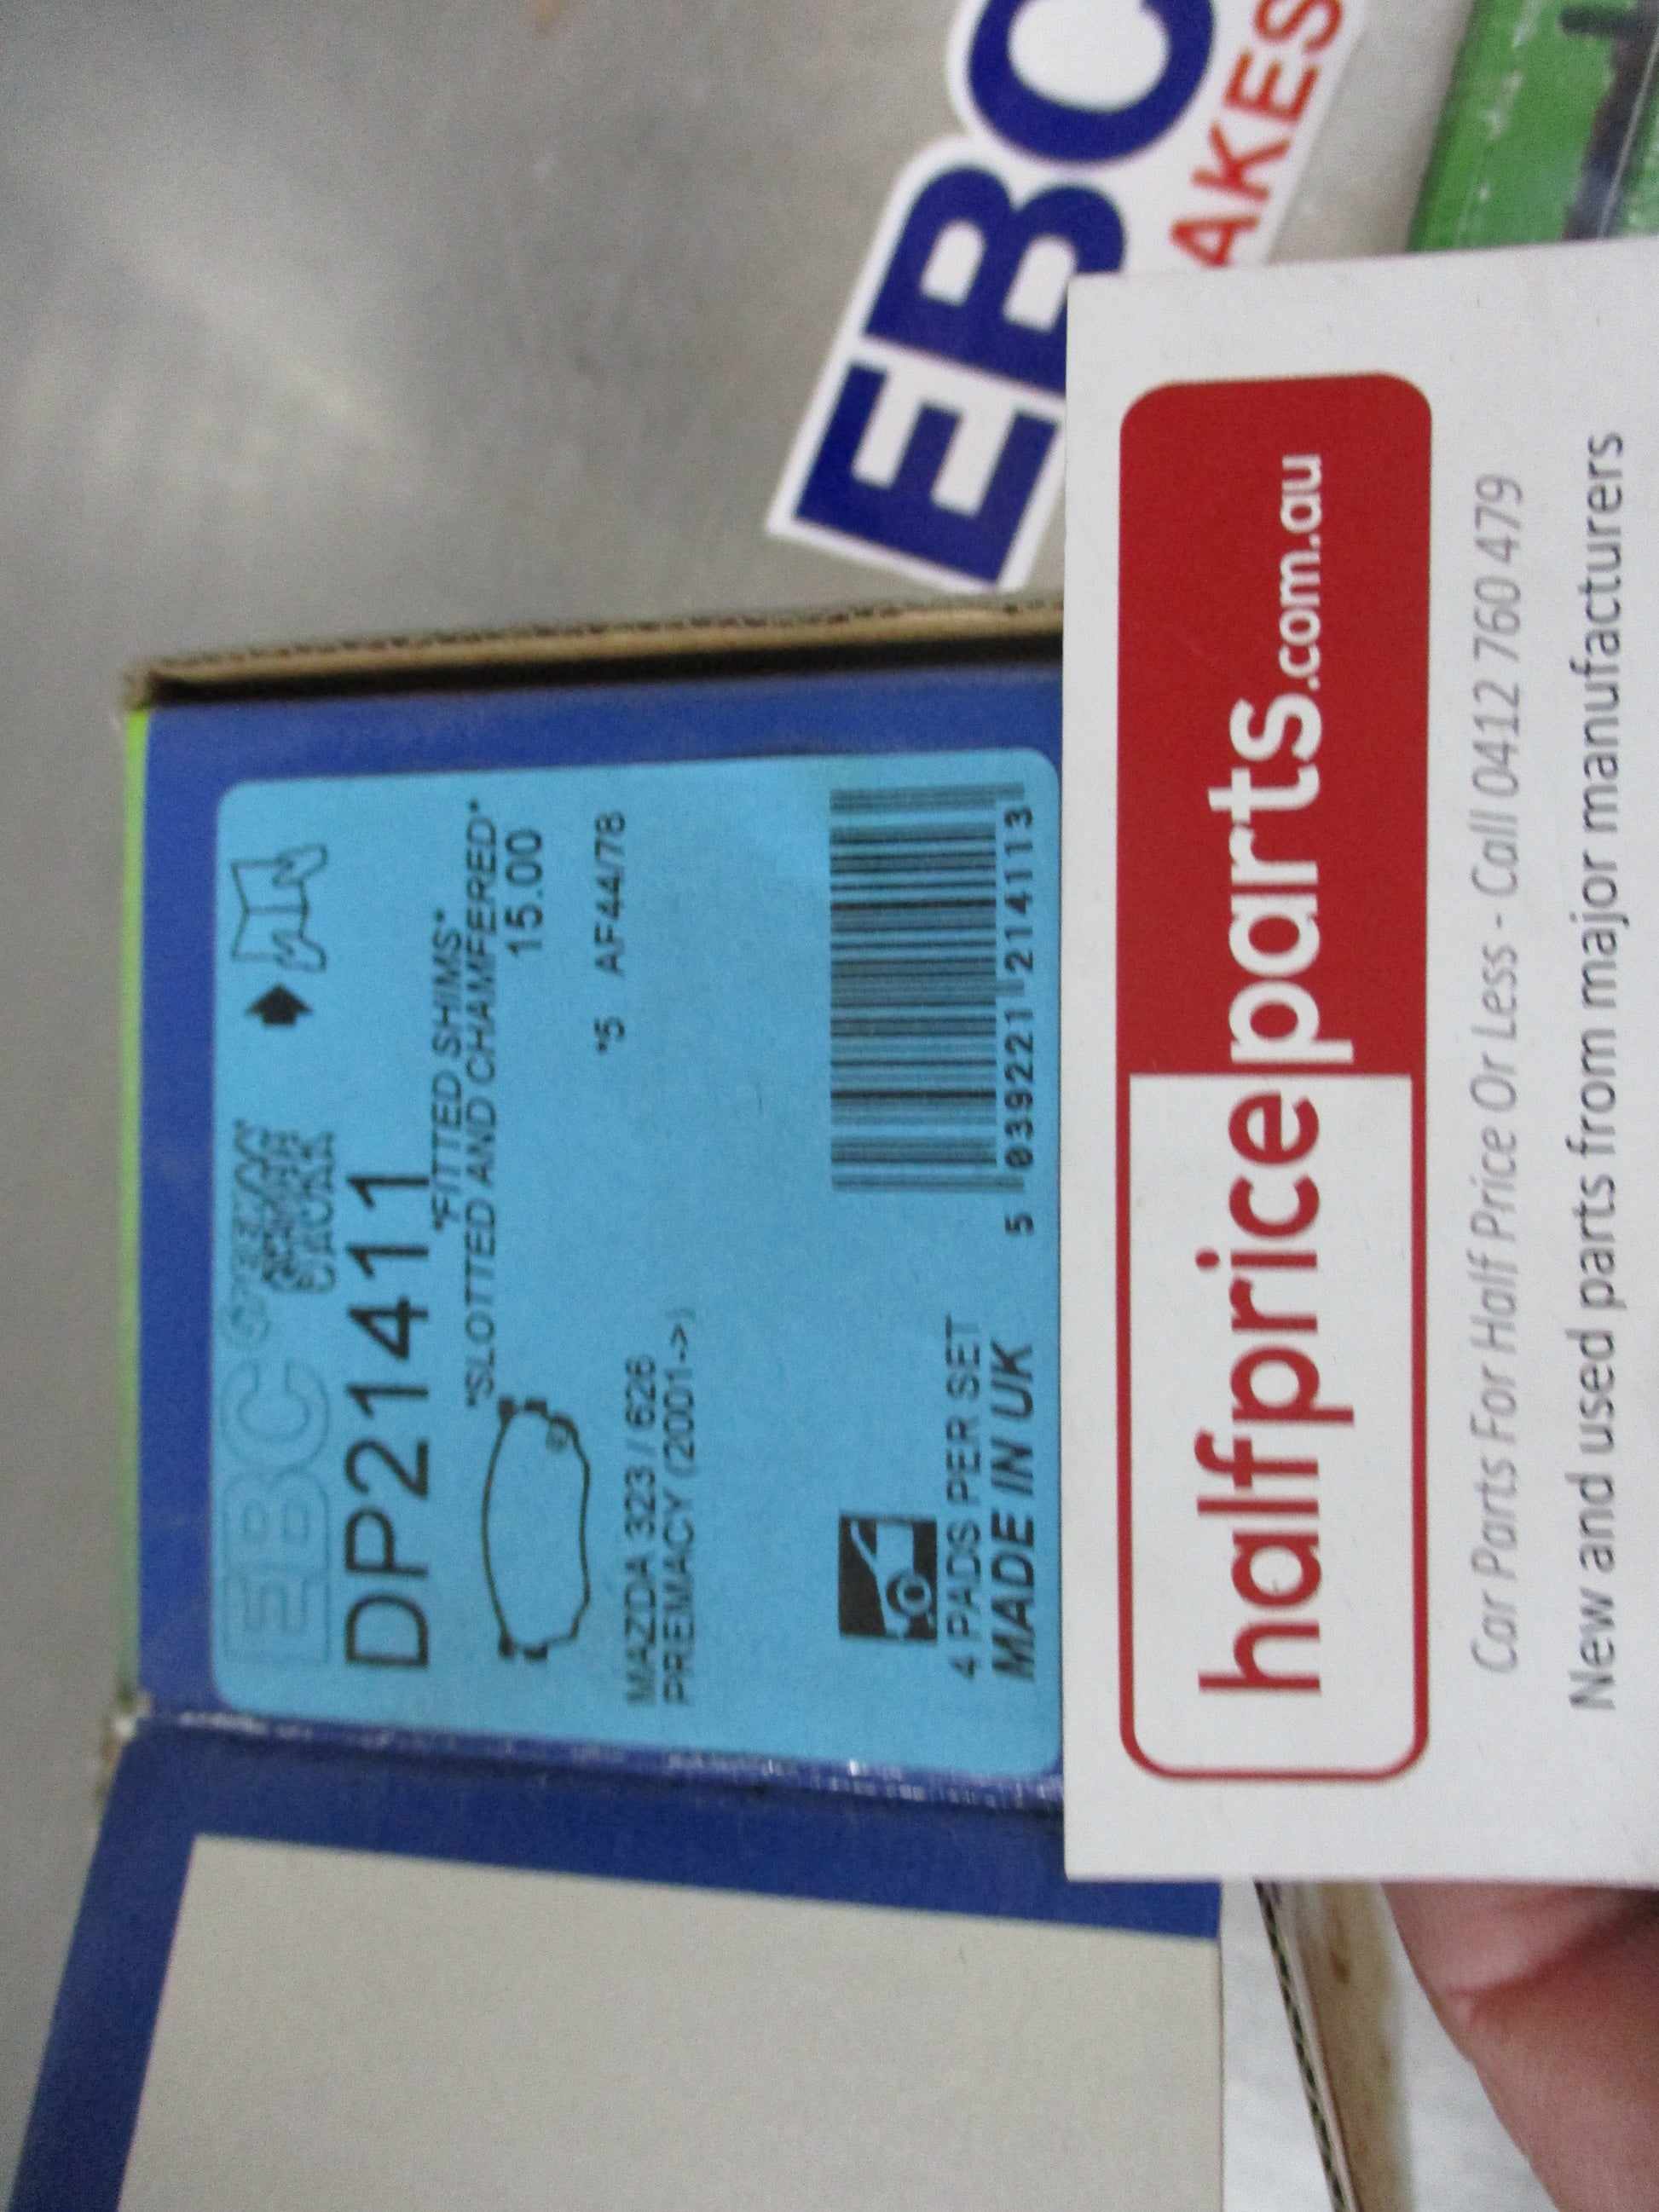 EBC
DP21411
*FITTED SHIMS*
*SLOTTED AND CHAMFERED*
15.00
*5 AF44/78
MAZDA 323 / 626
PREMACY (2001->)
4 PADS PER SET
MADE IN UK
5 039221 214113
EBC
AKES
halfpriceparts.com.au
Car Parts For Half Price Or Less - Call 0412 760 479
New and used parts from major manufacturers